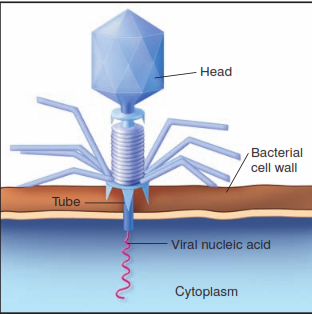 Head
Bacterial
cell wall
Tube
Viral nucleic acid
Cytoplasm